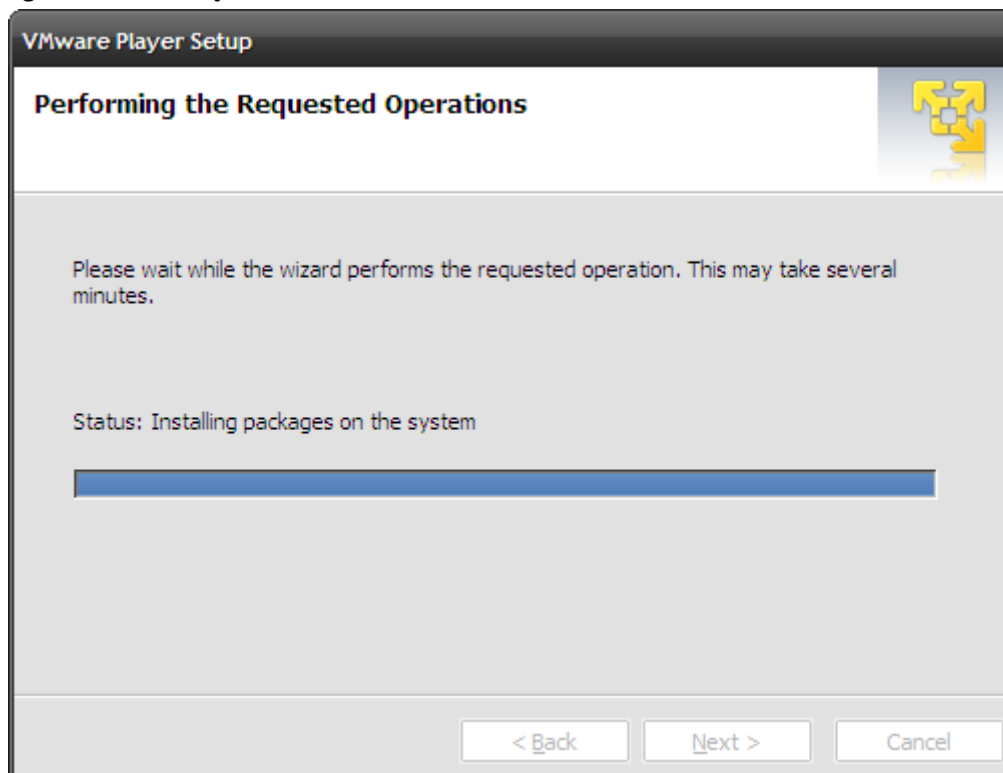 VMware Player Setup
Performing the Requested Operations
Please wait while the wizard performs the requested operation. This may take several
minutes.
Status: Installing packages on the system
< Back Next > Cancel